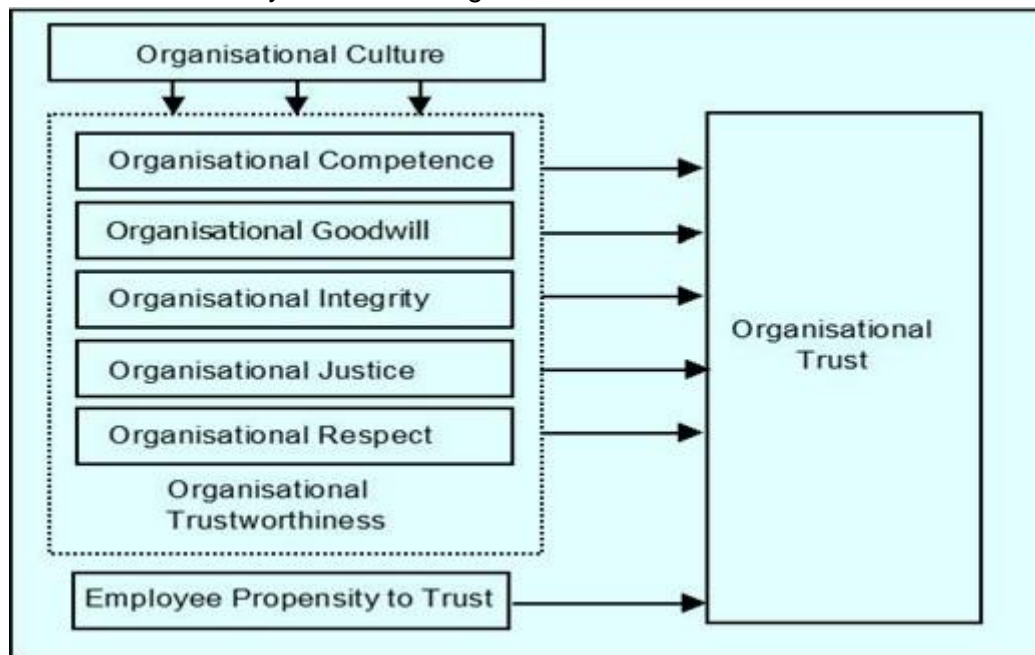 Organisational Culture
Organisational Competence
Organisational Goodwill
Organisational Integrity
Organisational Justice
Organisational Respect
Organisational
Trustworthiness
Employee Propensity to Trust
Organisational
Trust